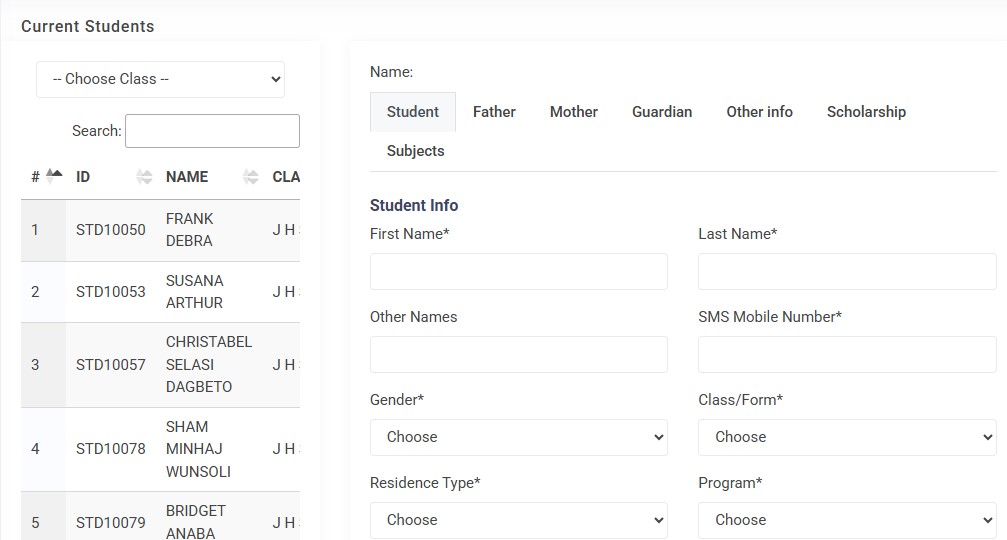 Current Students
-- Choose Class --
Search:
# ID NAME CLA
1 STD10050 FRANK DEBRA J H
2 STD10053 SUSANA ARTHUR J H
3 STD10057 CHRISTABEL SELASI DAGBETO J H
4 STD10078 SHAM MINHAJ WUNSOLI J H
5 STD10079 BRIDGET ANABA J H
Name:
Student Father Mother Guardian Other info Scholarship
Subjects
Student Info
First Name* Last Name*
Other Names SMS Mobile Number*
Gender* Class/Form*
Choose Choose
Residence Type* Program*
Choose Choose